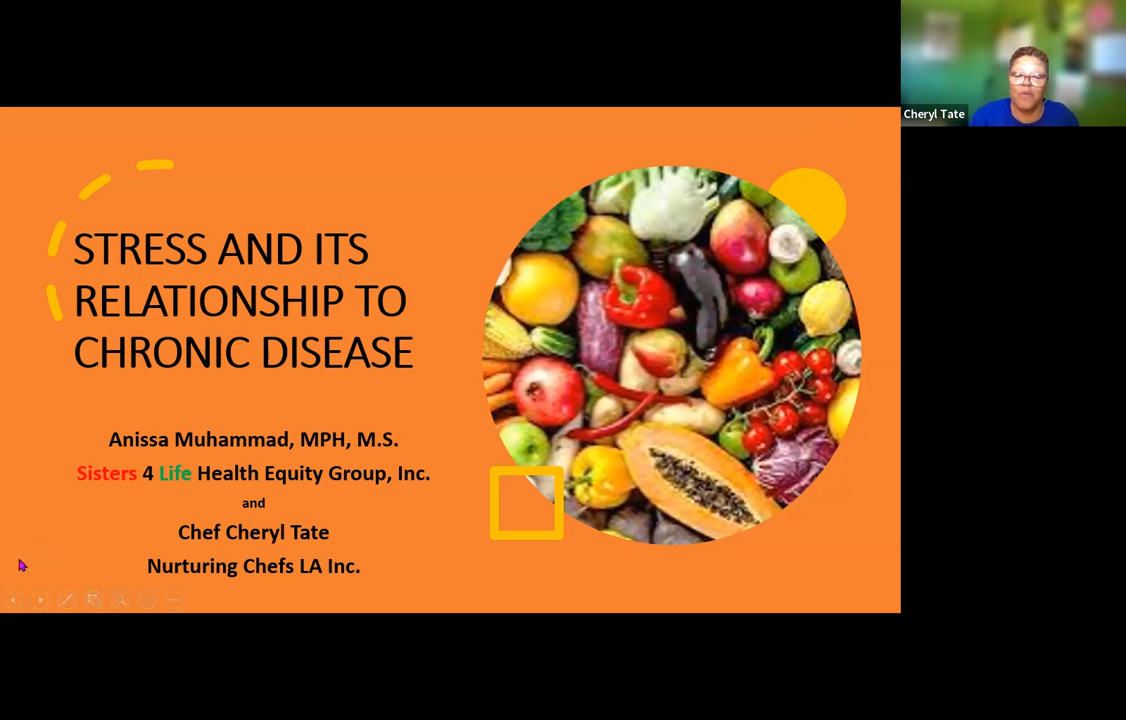 STRESS AND ITS
RELATIONSHIP TO
CHRONIC DISEASE
Anissa Muhammad, MPH, M.S.
Sisters 4 Life Health Equity Group, Inc.
and
Chef Cheryl Tate
Nurturing Chefs LA Inc.
Cheryl Tate